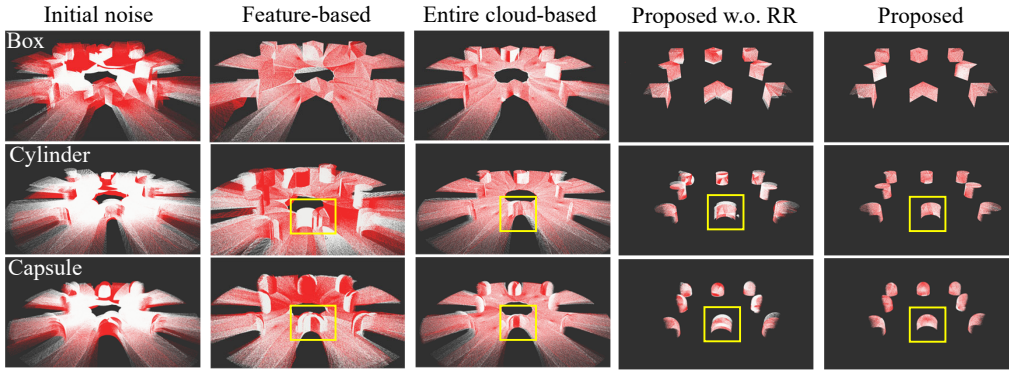 Initial noise
Feature-based
Entire cloud-based
Proposed w.o. RR
Proposed
Box
Cylinder
Capsule